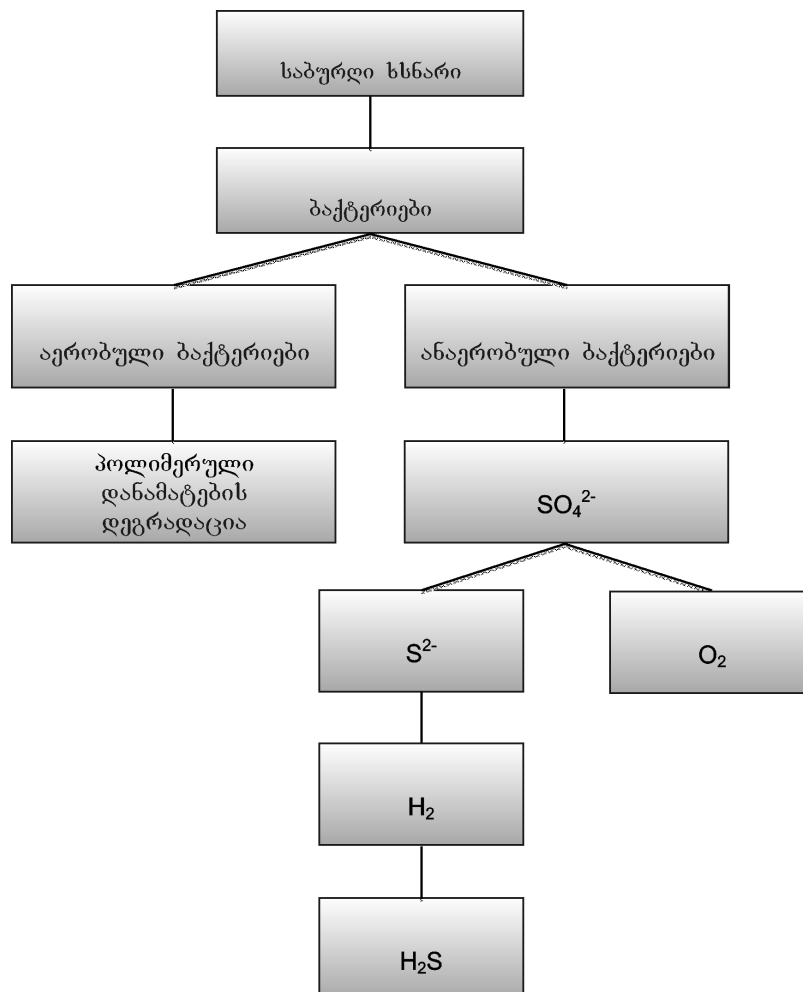 საბურღი ხსნარი
ბაქტერიები
აერობული ბაქტერიები
ანაერობული ბაქტერიები
პოლიმერული
დანამატების
დეგრადაცია
SO₄²⁻
S²⁻
O₂
H₂
H₂S